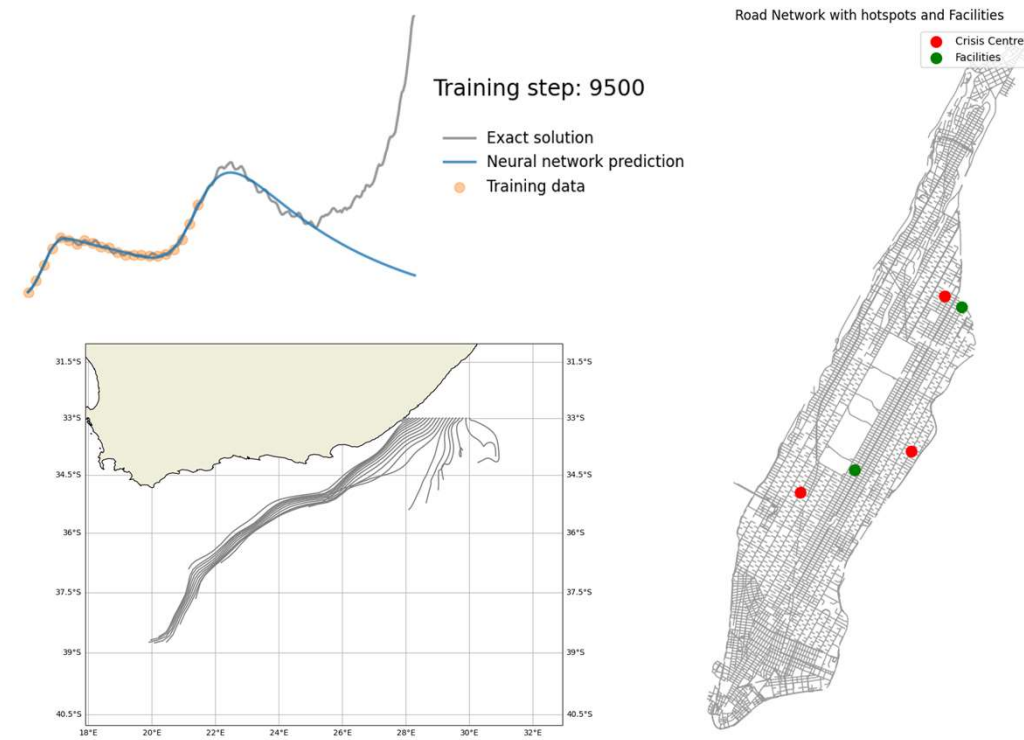 Road Network with hotspots and Facilities
Crisis Centre
Facilities
Training step: 9500
Exact solution
Neural network prediction
Training data
31.5°S
31.5°S
33°S
33°S
34.5°S
34.5°S
36°S
36°S
37.5°S
37.5°S
39°S
39°S
40.5°S
40.5°S
18°E 20°E 22°E 24°E 26°E 28°E 30°E 32°E